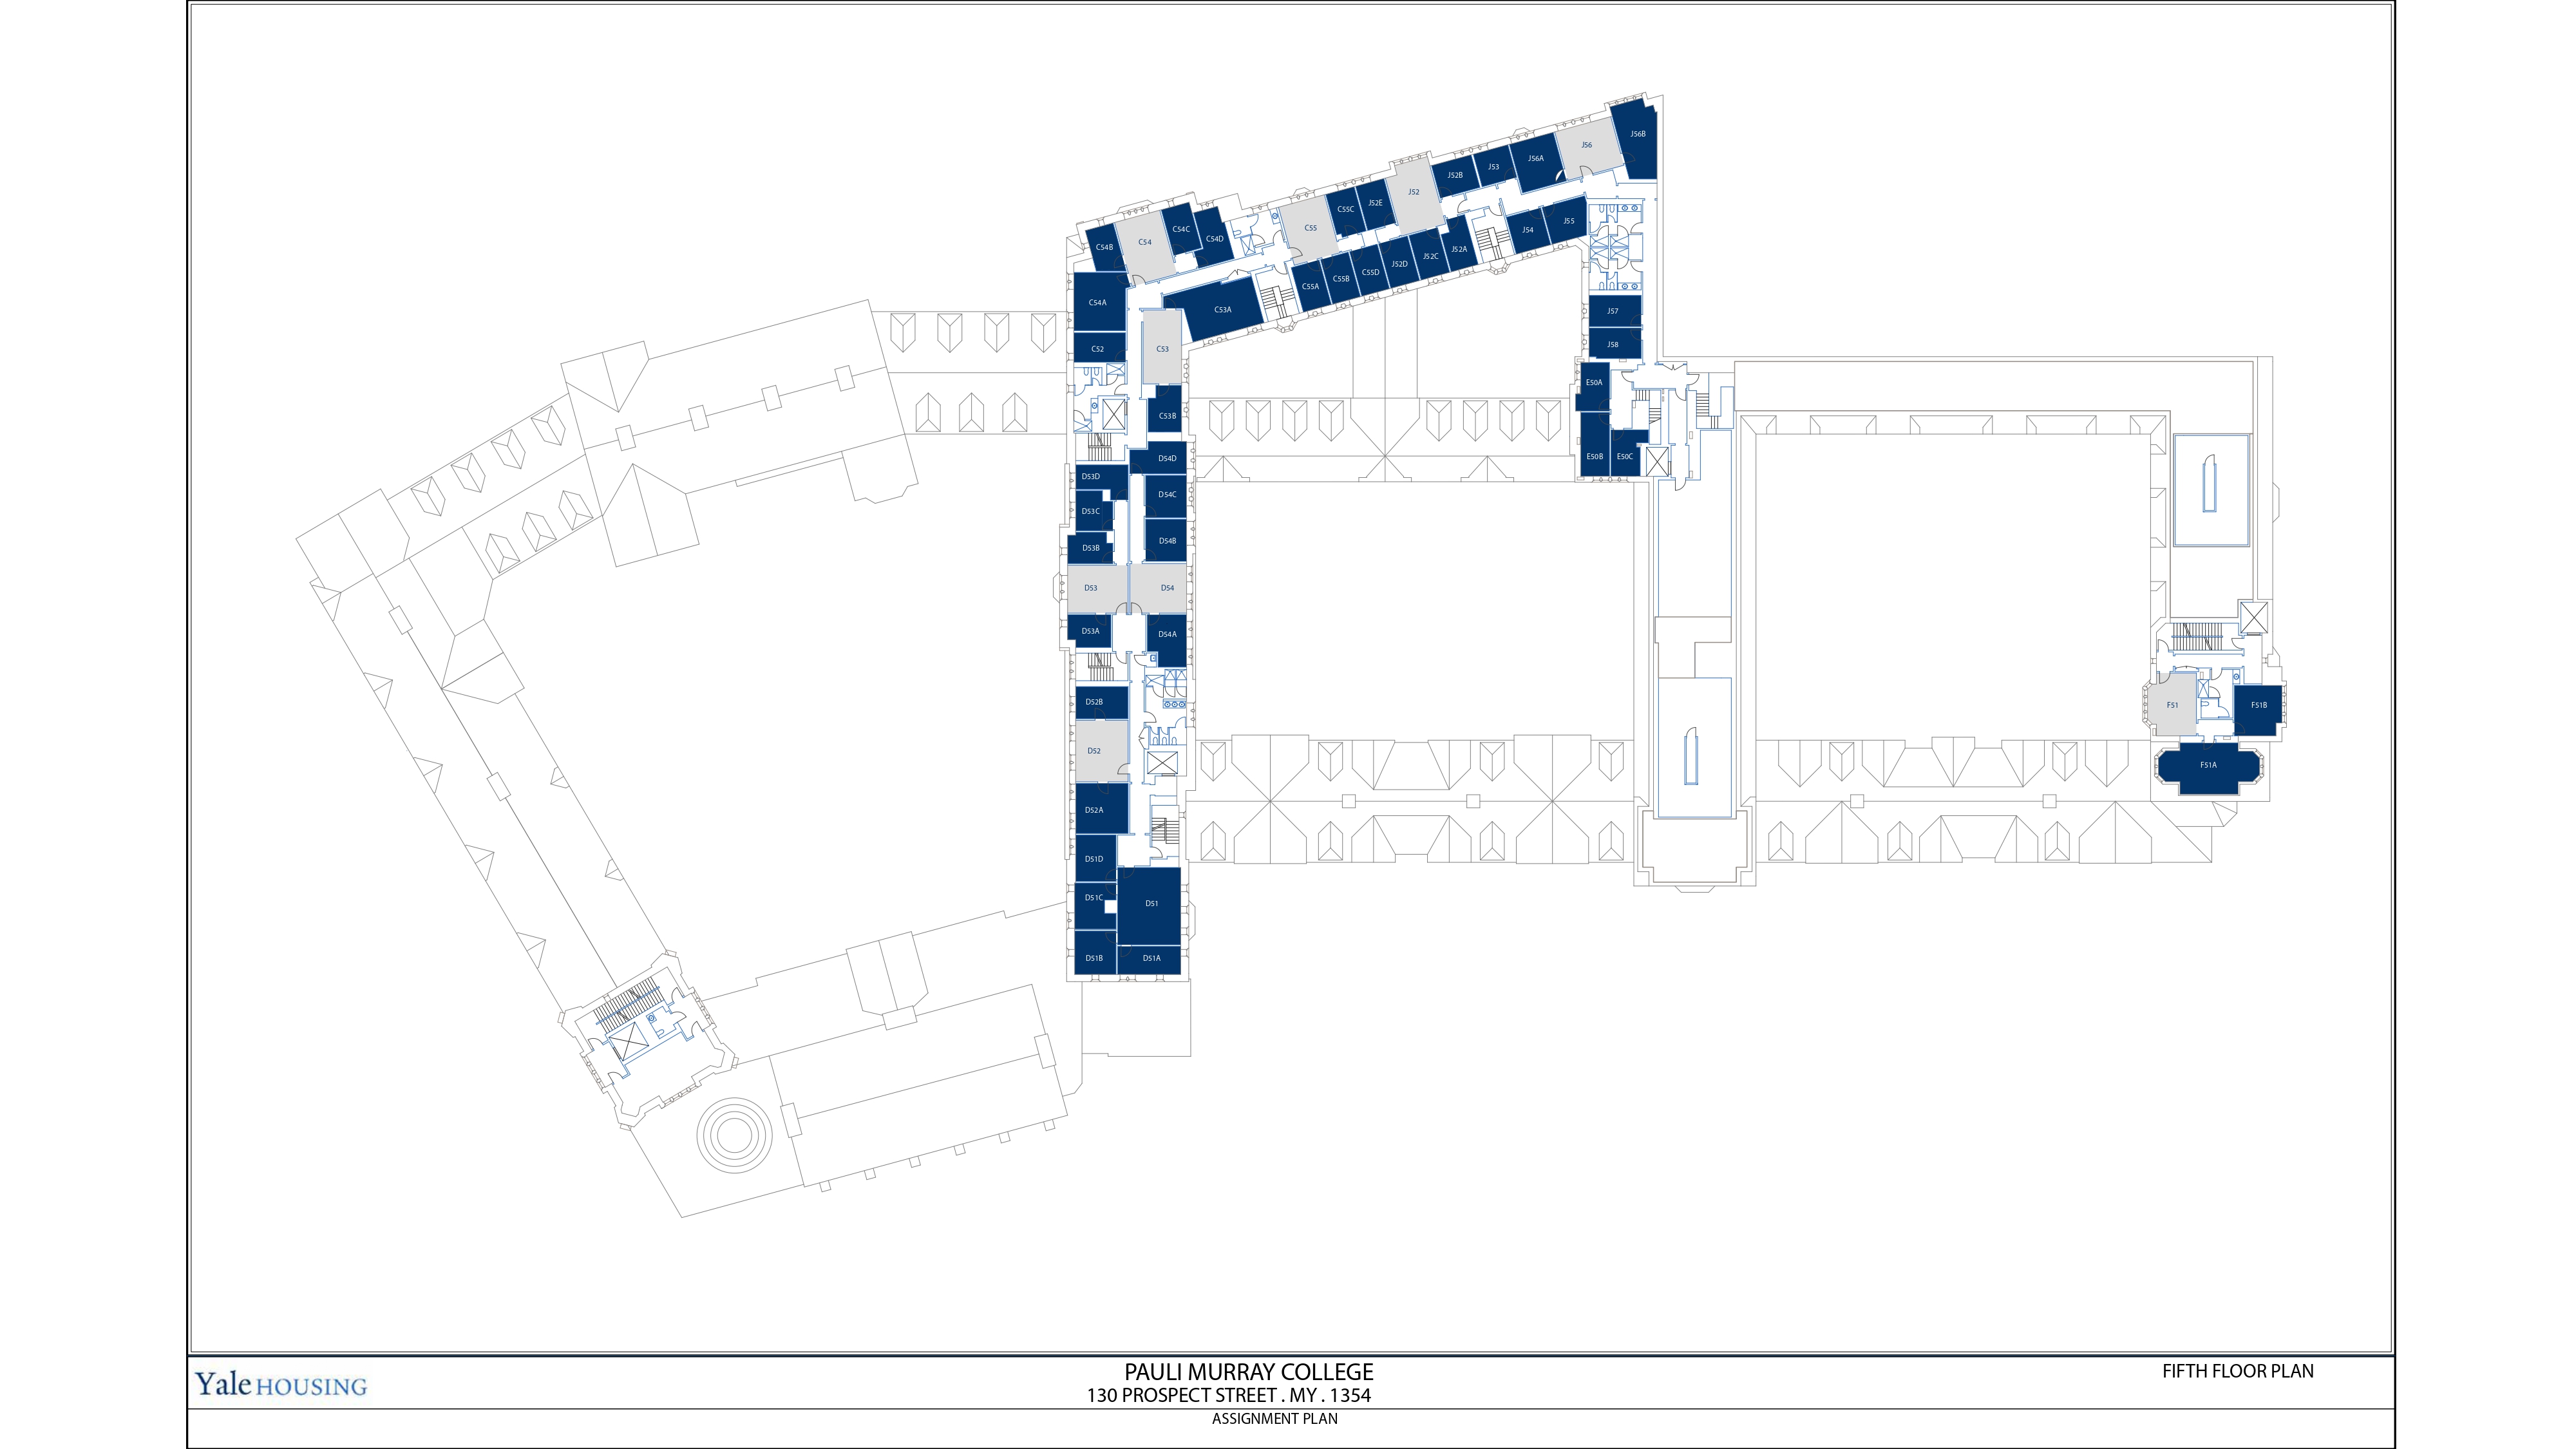 J56B
J56
J56A
J53
J52B
J52
J52E
C55C
C55
C54C
C54D
C54
C54B
J55
J54
J52A
J52C
J52D
C55D
C55B
C55A
C54A
C53A
J57
J58
C52
C53
E50A
C53B
E50B
E50C
D54D
D53D
D54C
D53C
D54B
D53B
D53
D54
D53A
D54A
D52B
F51
F51B
D52
F51A
D52A
D51D
D51C
D51
D51B
D51A
Yale HOUSING
PAULI MURRAY COLLEGE
130 PROSPECT STREET . MY . 1354
FIFTH FLOOR PLAN
ASSIGNMENT PLAN